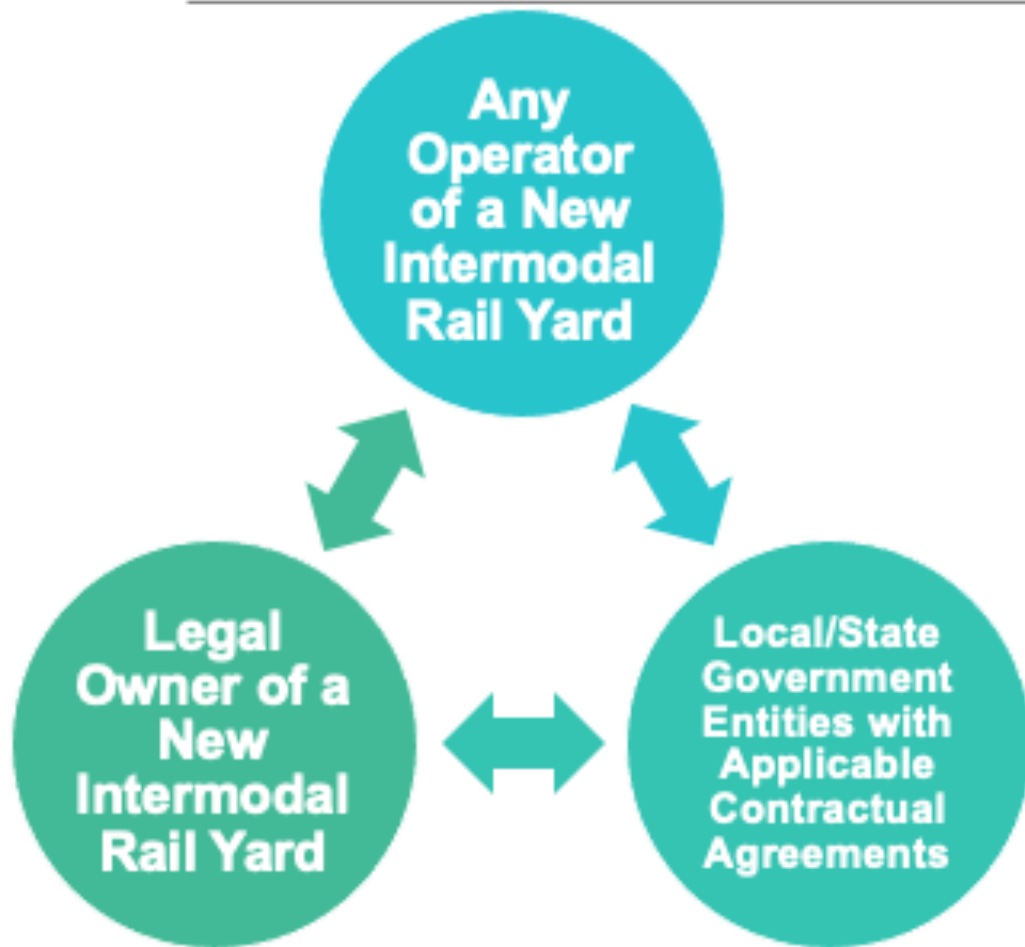 Any
Operator
of a New
Intermodal
Rail Yard
Legal
Owner of a
New
Intermodal
Rail Yard
Local/State
Government
Entities with
Applicable
Contractual
Agreements